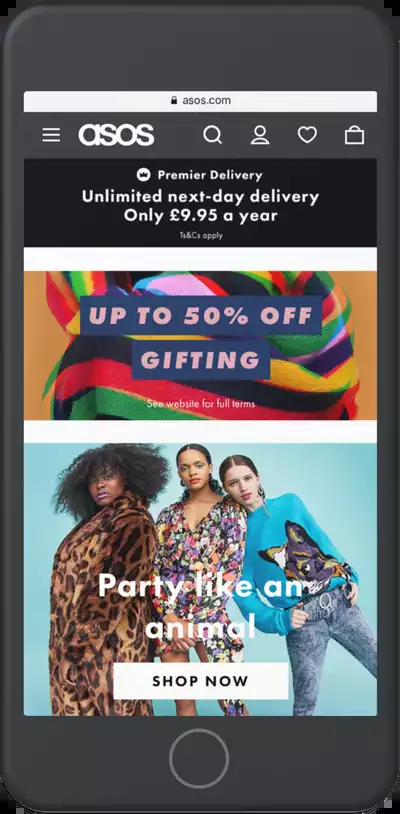 asos.com
asos
Premier Delivery
Unlimited next-day delivery
Only £9.95 a year
Ts&Cs apply
UP TO 50% OFF
GIFTING
See website for full terms
Party like an
animal
SHOP NOW